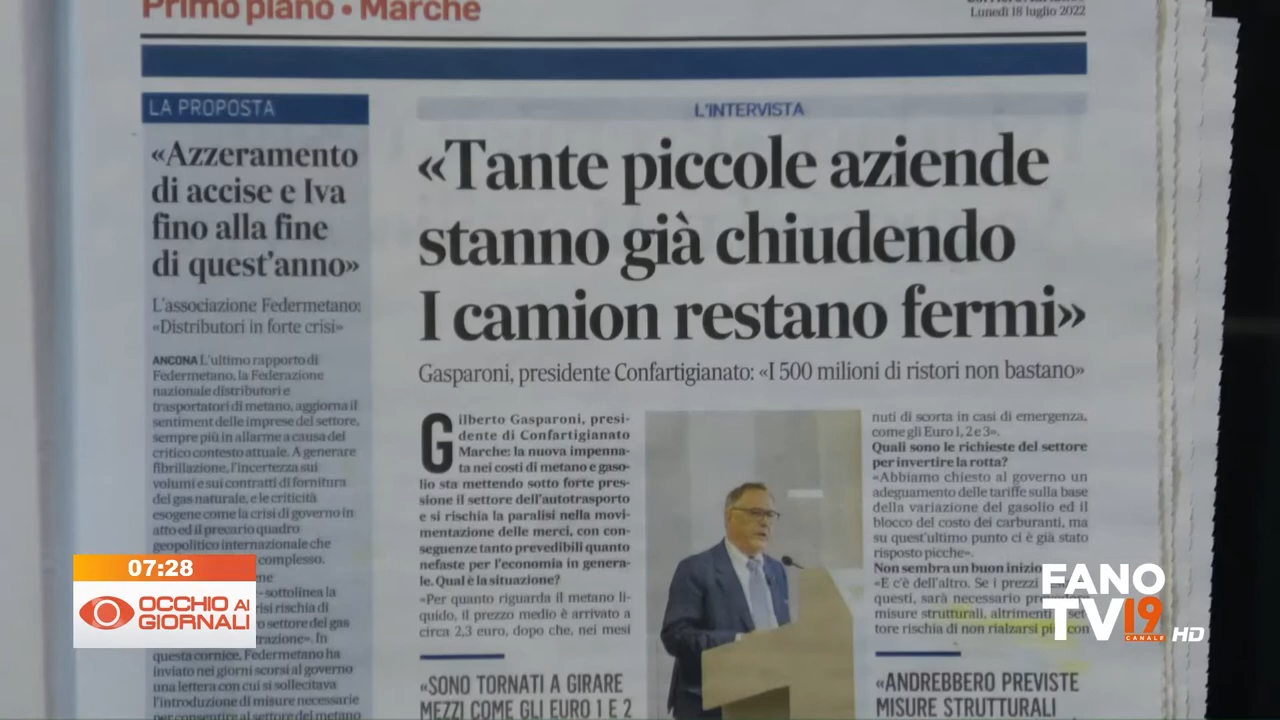 Primo piano • Marche
Lunedì 18 luglio 2022
LA PROPOSTA
«Azzeramento
di accise e Iva
fino alla fine
di quest'anno»
L'associazione Federmetano:
«Distributori in forte crisi»
ANCONA L'ultimo rapporto di
Federmetano, la Federazione
nazionale distributori e
trasportatori di metano, aggiorna il
sentiment delle imprese del settore,
sempre più in allarme a causa del
critico contesto attuale. A generare
fibrillazione, l'incertezza sui
volumi e sui contratti di fornitura
del gas naturale, e le criticità
esogene come la crisi di governo in
atto ed il precario quadro
geopolitico internazionale che
complesso.
sottolinea la
risi rischia di
settore del gas
trazione». In
questa cornice, Federmetano ha
inviato nei giorni scorsi al governo
una lettera con cui si sollecitava
l'introduzione di misure necessarie
per consentire al settore del metano
L'INTERVISTA
«Tante piccole aziende
stanno già chiudendo
I camion restano fermi»
Gasparoni, presidente Confartigianato: «I 500 milioni di ristori non bastano»
Gilberto Gasparoni, presi-
dente di Confartigianato
Marche: la nuova impenna-
ta nei costi di metano e gaso-
lio sta mettendo sotto forte pres-
sione il settore dell'autotrasporto
e si rischia la paralisi nella movi-
mentazione delle merci, con con-
seguenze tanto prevedibili quanto
nefaste per l'economia in genera-
le. Qual è la situazione?
«Per quanto riguarda il metano li-
quido, il prezzo medio è arrivato a
circa 2,3 euro, dopo che, nei mesi
«SONO TORNATI A GIRARE
MEZZI COME GLI EURO 1 E 2
nuti di scorta in casi di emergenza,
come gli Euro 1, 2 e 3».
Quali sono le richieste del settore
per invertire la rotta?
«Abbiamo chiesto al governo un
adeguamento delle tariffe sulla base
della variazione del gasolio ed il
blocco del costo dei carburanti, ma
su quest'ultimo punto ci è già stato
risposto picche».
Non sembra un buon inizio
«E c'è dell'altro. Se i prezzi
questi, sarà necessario
misure strutturali, altrimenti set
tore rischia di non rialzarsi più con
«ANDREBBERO PREVISTE
MISURE STRUTTURALI
07:28
OCCHIO AI
GIORNALI
FANO
TV19
CANALE
HD